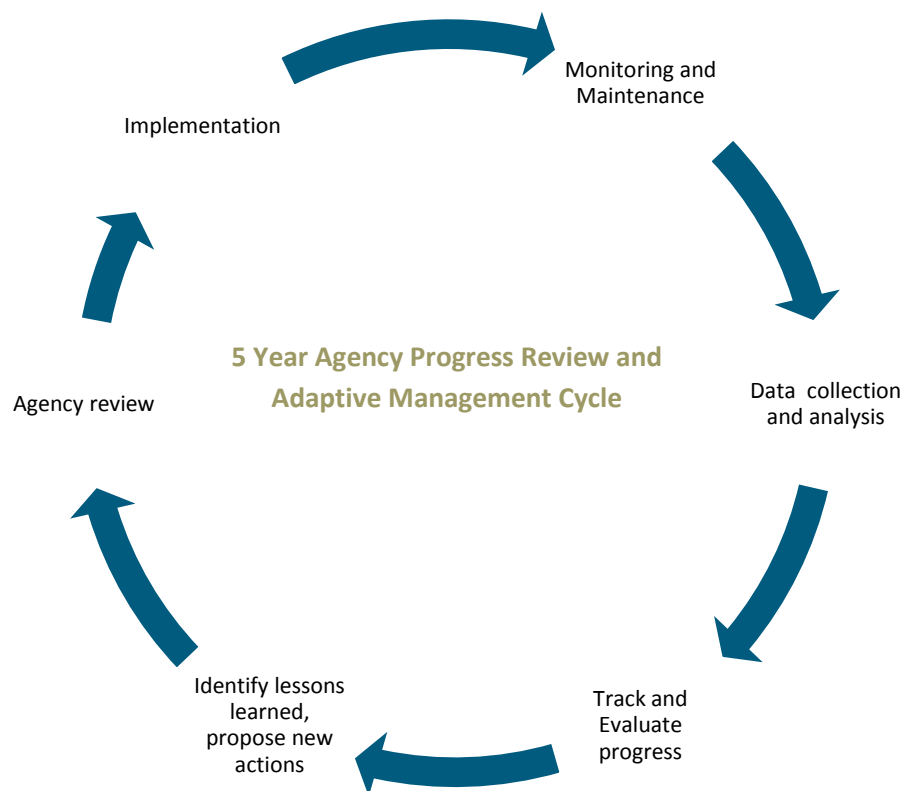 Monitoring and
Maintenance
Implementation
5 Year Agency Progress Review and
Adaptive Management Cycle
Data collection
and analysis
Agency review
Identify lessons
learned,
propose new
actions
Track and
Evaluate
progress